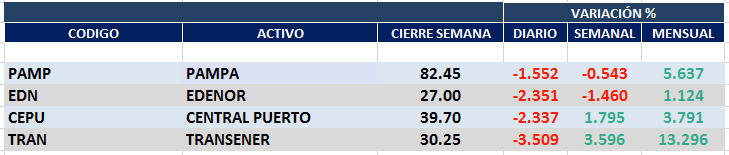 VARIACIÓN %
CODIGO ACTIVO CIERRE SEMANA DIARIO SEMANAL MENSUAL
PAMP PAMPA 82.45 -1.552 -0.543 5.637
EDN EDENOR 27.00 -2.351 -1.460 1.124
CEPU CENTRAL PUERTO 39.70 -2.337 1.795 3.791
TRAN TRANSENER 30.25 -3.509 3.596 13.296